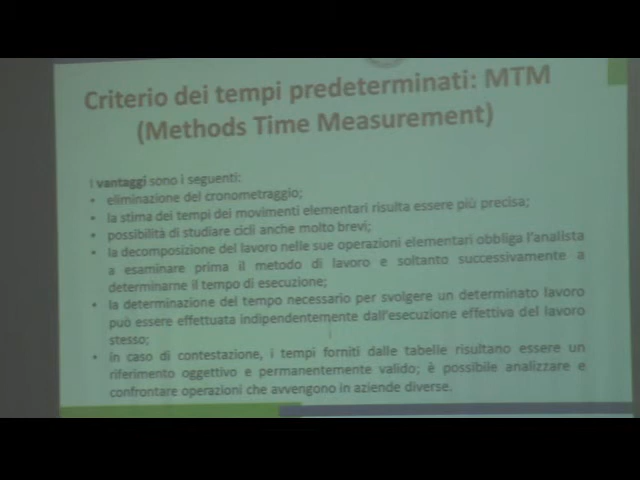 Criterio dei tempi predeterminati: MTM
(Methods Time Measurement)
I vantaggi sono i seguenti:
• eliminazione del cronometraggio;
• la stima dei tempi dei movimenti elementari risulta essere più precisa;
• possibilità di studiare cicli anche molto brevi;
• la decomposizione del lavoro nelle sue operazioni elementari obbliga l'analista
a esaminare prima il metodo di lavoro e soltanto successivamente a
determinarne il tempo di esecuzione;
• la determinazione del tempo necessario per svolgere un determinato lavoro
può essere effettuata indipendentemente dall'esecuzione effettiva del lavoro
stesso;
• in caso di contestazione, i tempi forniti dalle tabelle risultano essere un
riferimento oggettivo e permanentemente valido; è possibile analizzare e
confrontare operazioni che avvengono in aziende diverse.